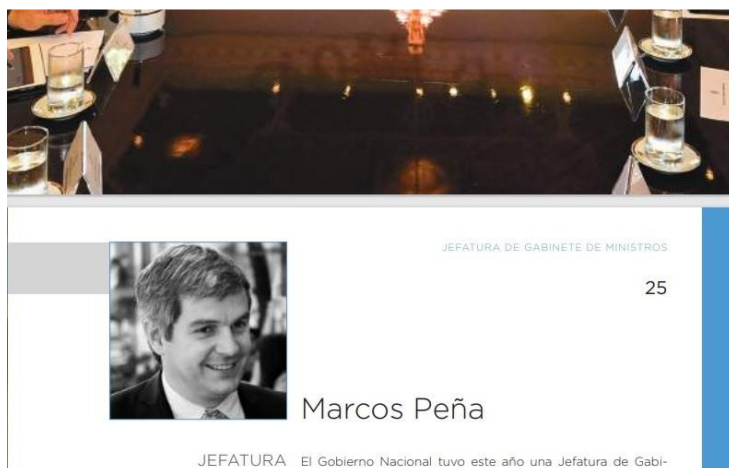 JEFATURA DE GABINETE DE MINISTROS
25
Marcos Peña
JEFATURA El Gobierno Nacional tuvo este año una Jefatura de Gabi-